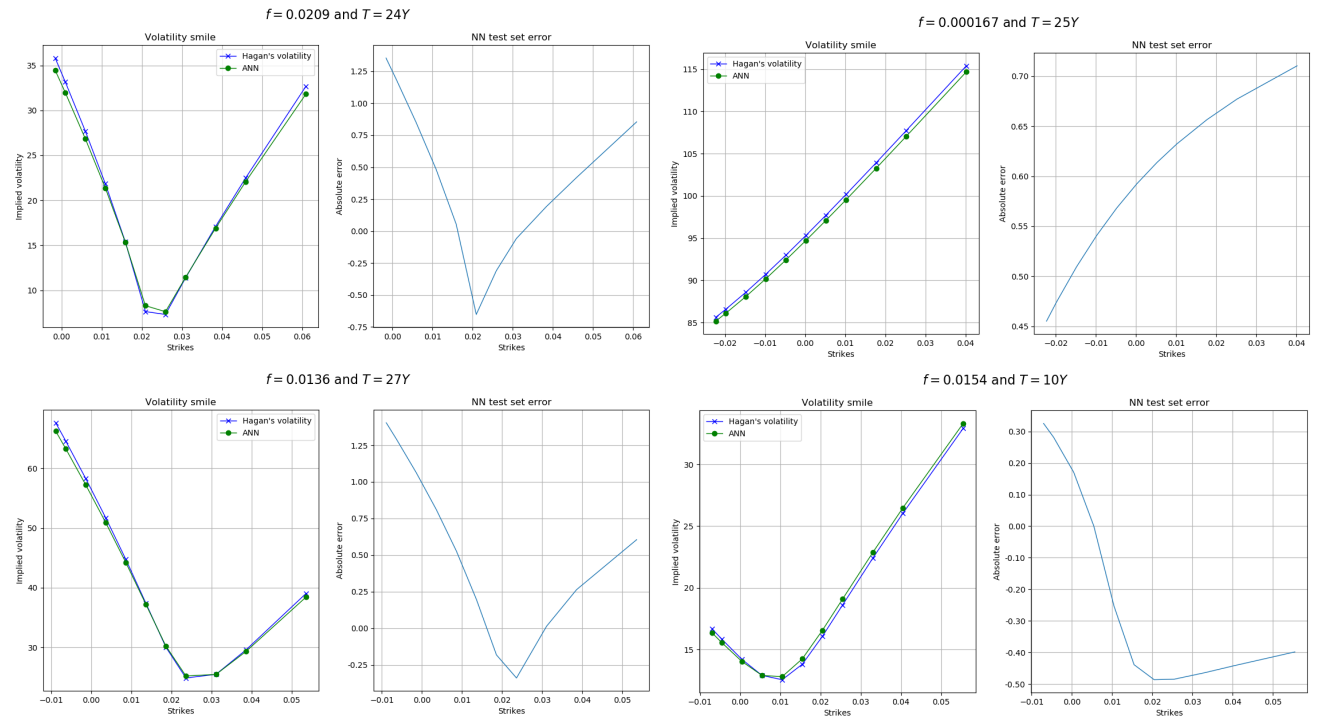 f = 0.0209 and T = 24Y
Volatility smile
Hagan's volatility
ANN
Implied volatility
35
30
25
20
15
10
0.00 0.01 0.02 0.03 0.04 0.05 0.06
Strikes
NN test set error
Absolute error
1.25
1.00
0.75
0.50
0.25
0.00
-0.25
-0.50
-0.75
0.00 0.01 0.02 0.03 0.04 0.05 0.06
Strikes
f = 0.000167 and T = 25Y
Volatility smile
Hagan's volatility
ANN
Implied volatility
115
110
105
100
95
90
85
−0.02 −0.01 0.00 0.01 0.02 0.03 0.04
Strikes
NN test set error
Absolute error
0.70
0.65
0.60
0.55
0.50
0.45
−0.02 −0.01 0.00 0.01 0.02 0.03 0.04
Strikes
f = 0.0136 and T = 27Y
Volatility smile
Hagan's volatility
ANN
Implied volatility
60
50
40
30
−0.01 0.00 0.01 0.02 0.03 0.04 0.05
Strikes
NN test set error
Absolute error
1.25
1.00
0.75
0.50
0.25
0.00
-0.25
−0.01 0.00 0.01 0.02 0.03 0.04 0.05
Strikes
f = 0.0154 and T = 10Y
Volatility smile
Hagan's volatility
ANN
Implied volatility
30
25
20
15
−0.01 0.00 0.01 0.02 0.03 0.04 0.05
Strikes
NN test set error
Absolute error
0.30
0.20
0.10
0.00
-0.10
-0.20
-0.30
-0.40
-0.50
−0.01 0.00 0.01 0.02 0.03 0.04 0.05
Strikes